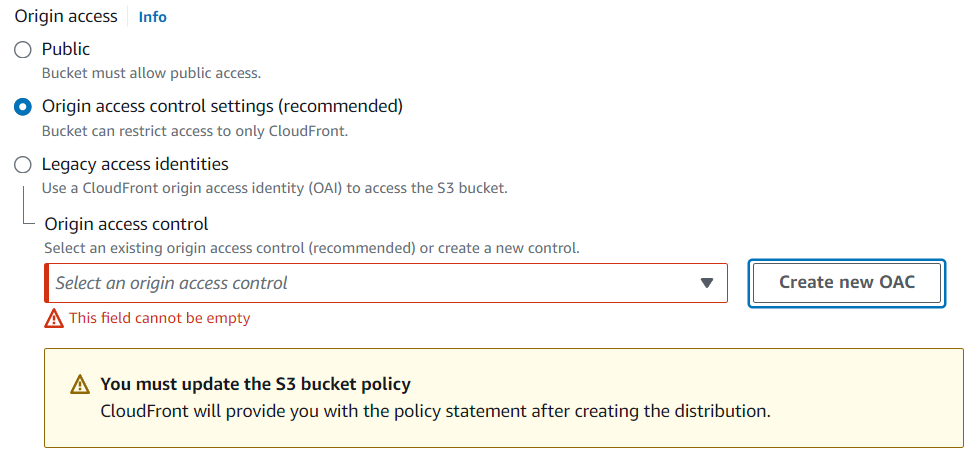 Origin access Info
Public
Bucket must allow public access.
Origin access control settings (recommended)
Bucket can restrict access to only CloudFront.
Legacy access identities
Use a CloudFront origin access identity (OAI) to access the S3 bucket.
Origin access control
Select an existing origin access control (recommended) or create a new control.
Select an origin access control
Create new OAC
This field cannot be empty
You must update the S3 bucket policy
CloudFront will provide you with the policy statement after creating the distribution.